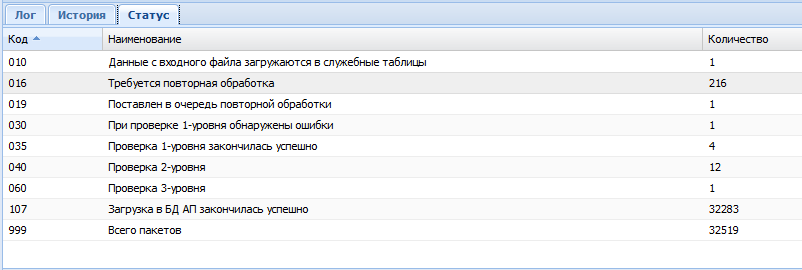 Лог История Статус
Код Наименование Количество
010 Данные с входного файла загружаются в служебные таблицы 1
016 Требуется повторная обработка 216
019 Поставлен в очередь повторной обработки 1
030 При проверке 1-уровня обнаружены ошибки 1
035 Проверка 1-уровня закончилась успешно 4
040 Проверка 2-уровня 12
060 Проверка 3-уровня 1
107 Загрузка в БД АП закончилась успешно 32283
999 Всего пакетов 32519